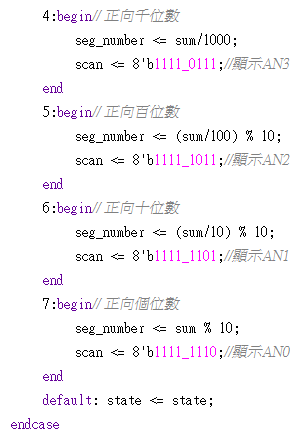 4:begin//正向千位數
seg_number <= sum/1000;
scan <= 8'b1111_0111;//顯示AN3
end
5:begin//正向百位數
seg_number <= (sum/100) % 10;
scan <= 8'b1111_1011;//顯示AN2
end
6:begin//正向十位數
seg_number <= (sum/10) % 10;
scan <= 8'b1111_1101;//顯示AN1
end
7:begin//正向個位數
seg_number <= sum % 10;
scan <= 8'b1111_1110;//顯示AN0
end
default: state <= state;
endcase